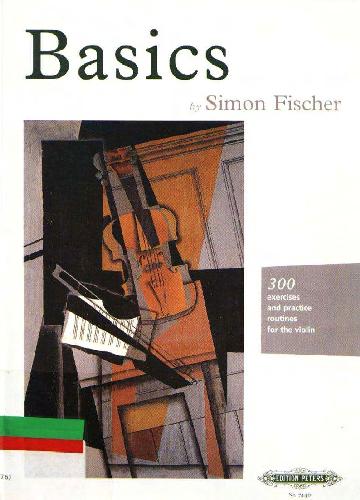 Basics
by Simon Fischer
300
exercises
and practice
routines
for the violin
EDITION PETERS